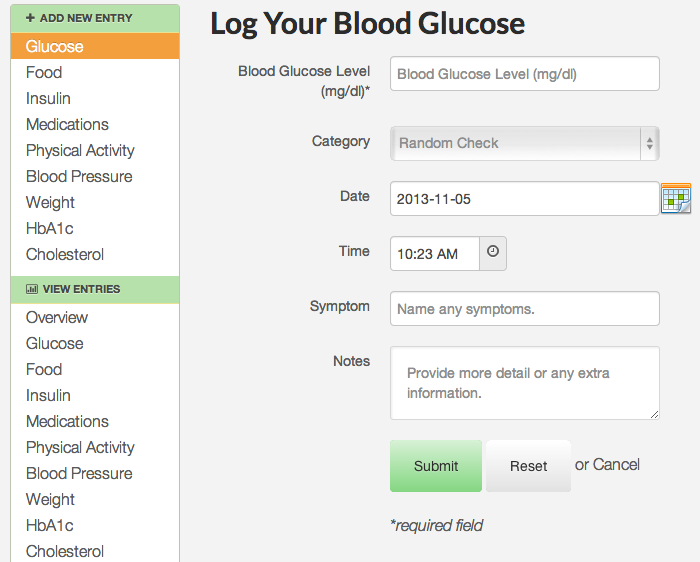 ADD NEW ENTRY
Glucose
Food
Insulin
Medications
Physical Activity
Blood Pressure
Weight
HbA1c
Cholesterol
VIEW ENTRIES
Overview
Glucose
Food
Insulin
Medications
Physical Activity
Blood Pressure
Weight
HbA1c
Cholesterol
Log Your Blood Glucose
Blood Glucose Level
(mg/dl)*
Blood Glucose Level (mg/dl)
Category
Random Check
Date
2013-11-05
Time
10:23 AM
Symptom
Name any symptoms.
Notes
Provide more detail or any extra
information.
Submit Reset or Cancel
*required field